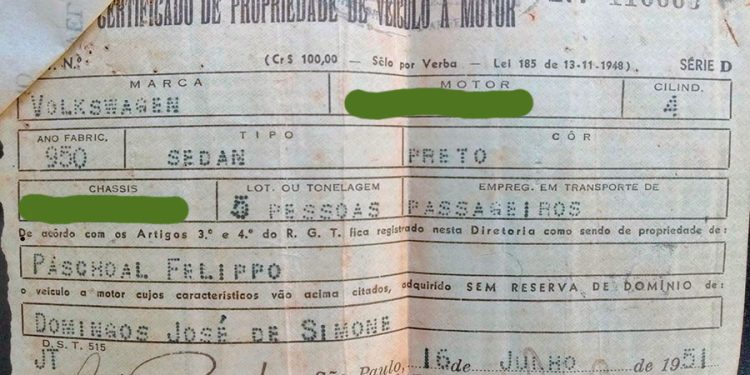 CERTIFICADO DE PROPRIEDADE DE VEÍCULO A MOTOR
N.º (Cr$ 100,00 — Sêlo por Verba — Lei 185 de 13-11-1948) SÉRIE D
MARCA MOTOR CILIND.
VOLKSWAGEN 4
ANO FABRIC. TIPO CÔR
950 SEDAN PRETO
CHASSIS LOT. OU TONELAGEM EMPREG. EM TRANSPORTE DE
5 PESSOAS PASSAGEIROS
De acôrdo com os Artigos 3.º e 4.º do R. G. T. fica registrado nesta Diretoria como sendo de propriedade de:
PASCHOAL FELIPPO
o veículo a motor cujos característicos vão acima citados, adquirido SEM RESERVA DE DOMÍNIO de:
DOMINGOS JOSÉ DE SIMONE
D. S. T. 515
JT São Paulo, 16 de JUNHO de 1951